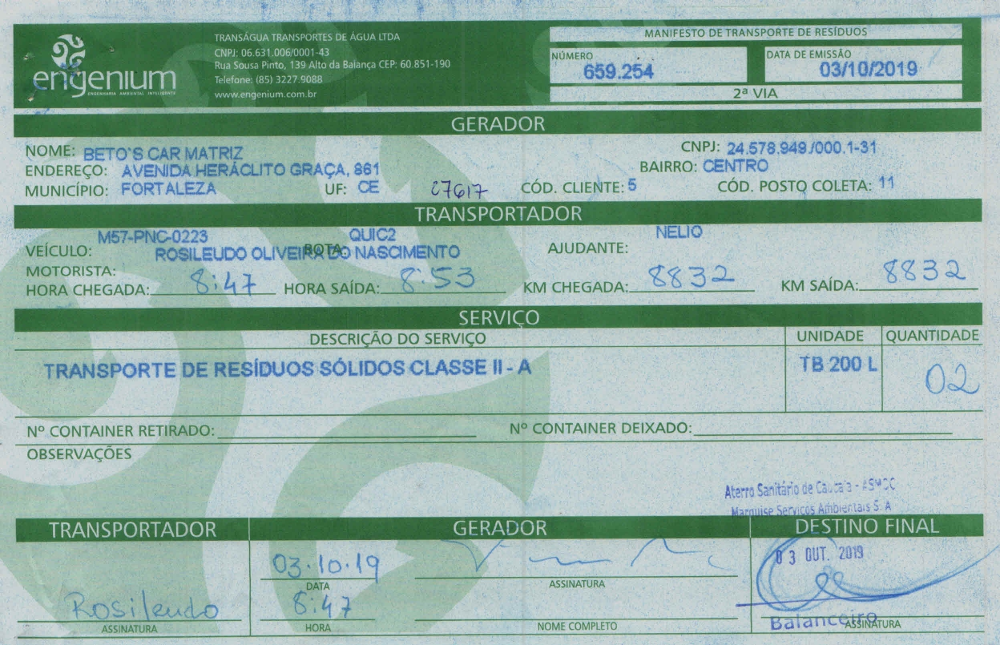 engenium
ENGENHARIA AMBIENTAL INTELIGENTE
TRANSÁGUA TRANSPORTES DE ÁGUA LTDA
CNPJ: 06.631.006/0001-43
Rua Sousa Pinto, 139 Alto da Balança CEP: 60.851-190
Telefone: (85) 3227.9088
www.engenium.com.br
MANIFESTO DE TRANSPORTE DE RESÍDUOS
NÚMERO 659.254
DATA DE EMISSÃO 03/10/2019
2ª VIA
GERADOR
NOME: BETO'S CAR MATRIZ CNPJ: 24.578.949/000.1-31
ENDEREÇO: AVENIDA HERÁCLITO GRAÇA, 861 BAIRRO: CENTRO
MUNICÍPIO: FORTALEZA UF: CE 27617 CÓD. CLIENTE: 5 CÓD. POSTO COLETA: 11
TRANSPORTADOR
VEÍCULO: M57-PNC-0223 ROTA: QUIC2 AJUDANTE: NELIO
MOTORISTA: ROSILEUDO OLIVEIRA DO NASCIMENTO
HORA CHEGADA: 8:47 HORA SAÍDA: 8:53 KM CHEGADA: 8832 KM SAÍDA: 8832
SERVIÇO
DESCRIÇÃO DO SERVIÇO UNIDADE QUANTIDADE
TRANSPORTE DE RESÍDUOS SÓLIDOS CLASSE II - A TB 200 L 02
Nº CONTAINER RETIRADO: Nº CONTAINER DEIXADO:
OBSERVAÇÕES
Aterro Sanitário de Caucaia - ASMOC
Marquise Serviços Ambientais S. A
TRANSPORTADOR GERADOR DESTINO FINAL
03.10.19 03 OUT. 2019
DATA ASSINATURA
Rosileudo 8:47 Balanceiro
ASSINATURA HORA NOME COMPLETO ASSINATURA